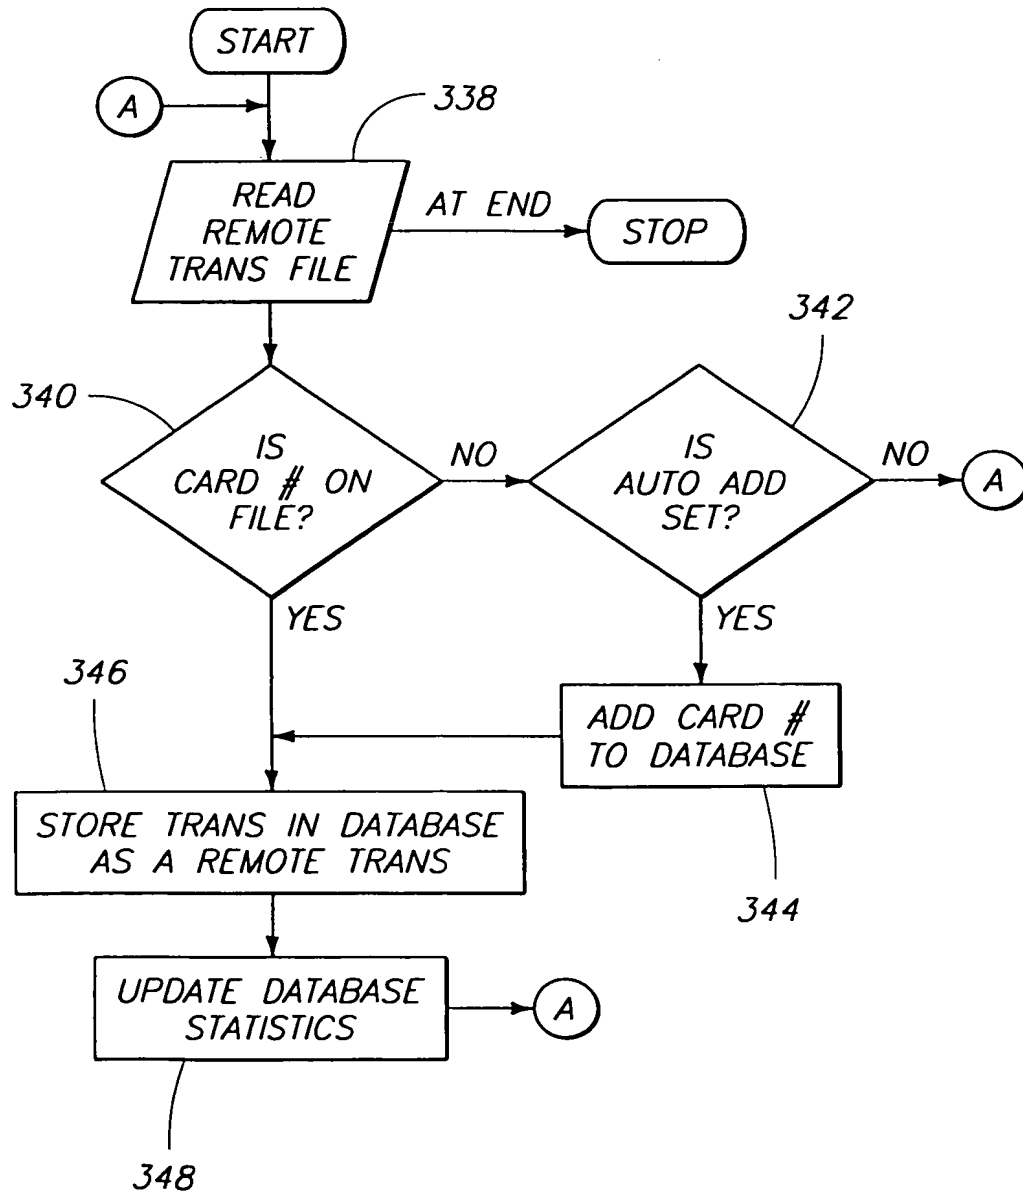 START
A
338
READ
REMOTE
TRANS FILE
AT END
STOP
342
340
IS
CARD # ON
FILE?
NO
IS
AUTO ADD
SET?
NO
A
YES
YES
346
ADD CARD #
TO DATABASE
STORE TRANS IN DATABASE
AS A REMOTE TRANS
344
UPDATE DATABASE
STATISTICS
A
348